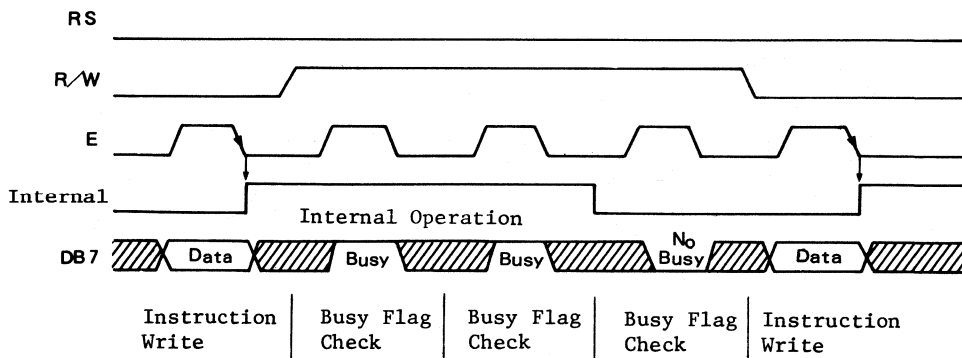 RS
R/W
E
Internal
Internal Operation
DB7 Data Busy Busy No Busy Data
Instruction Write
Busy Flag Check
Busy Flag Check
Busy Flag Check
Instruction Write